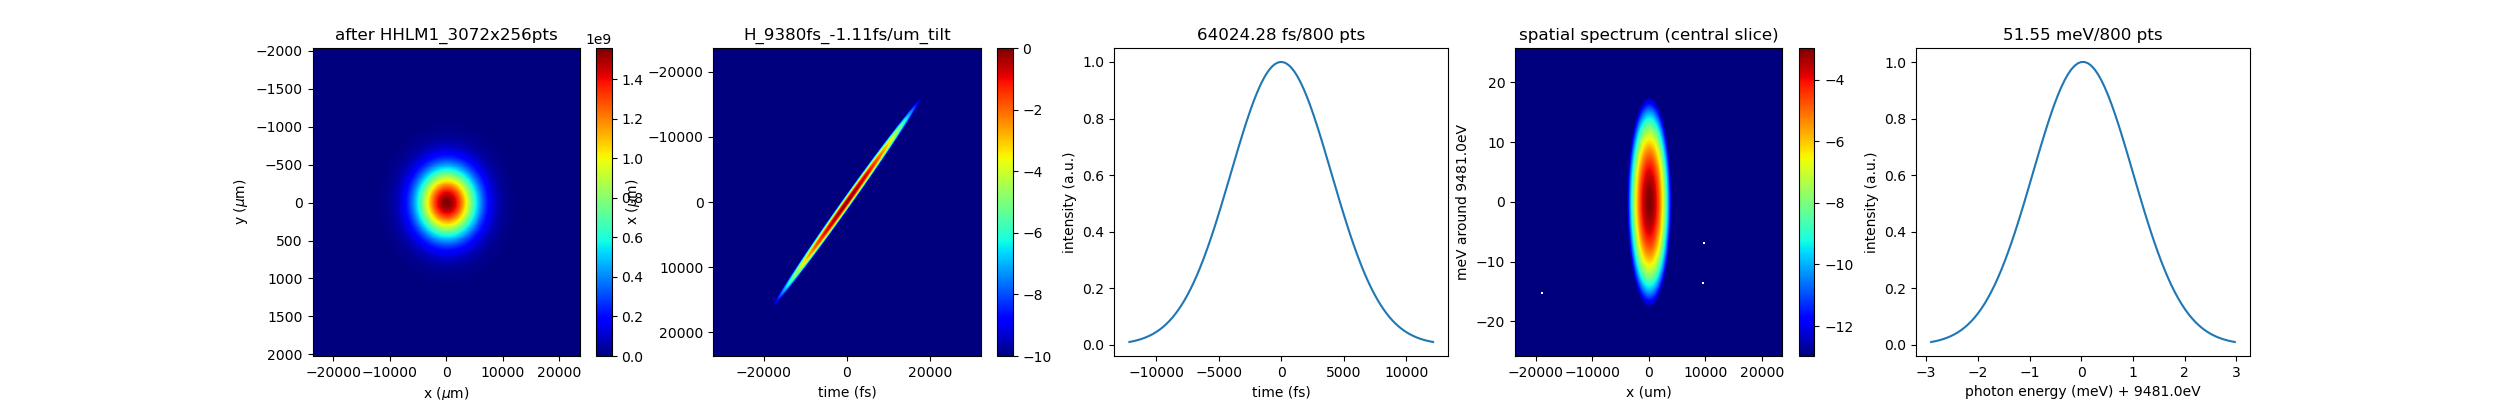 after HHLM1_3072x256pts
1e9
y (μm)
−2000
−1500
−1000
−500
0
500
1000
1500
2000
−20000 −10000 0 10000 20000
x (μm)
1.4
1.2
1.0
0.8
0.6
0.4
0.2
0.0
H_9380fs_-1.11fs/um_tilt
x (μm)
−20000
−10000
0
10000
20000
−20000 0 20000
time (fs)
0
−2
−4
−6
−8
−10
64024.28 fs/800 pts
intensity (a.u.)
1.0
0.8
0.6
0.4
0.2
0.0
−10000 −5000 0 5000 10000
time (fs)
spatial spectrum (central slice)
meV around 9481.0eV
20
10
0
−10
−20
−20000 −10000 0 10000 20000
x (um)
−4
−6
−8
−10
−12
51.55 meV/800 pts
intensity (a.u.)
1.0
0.8
0.6
0.4
0.2
0.0
−3 −2 −1 0 1 2 3
photon energy (meV) + 9481.0eV